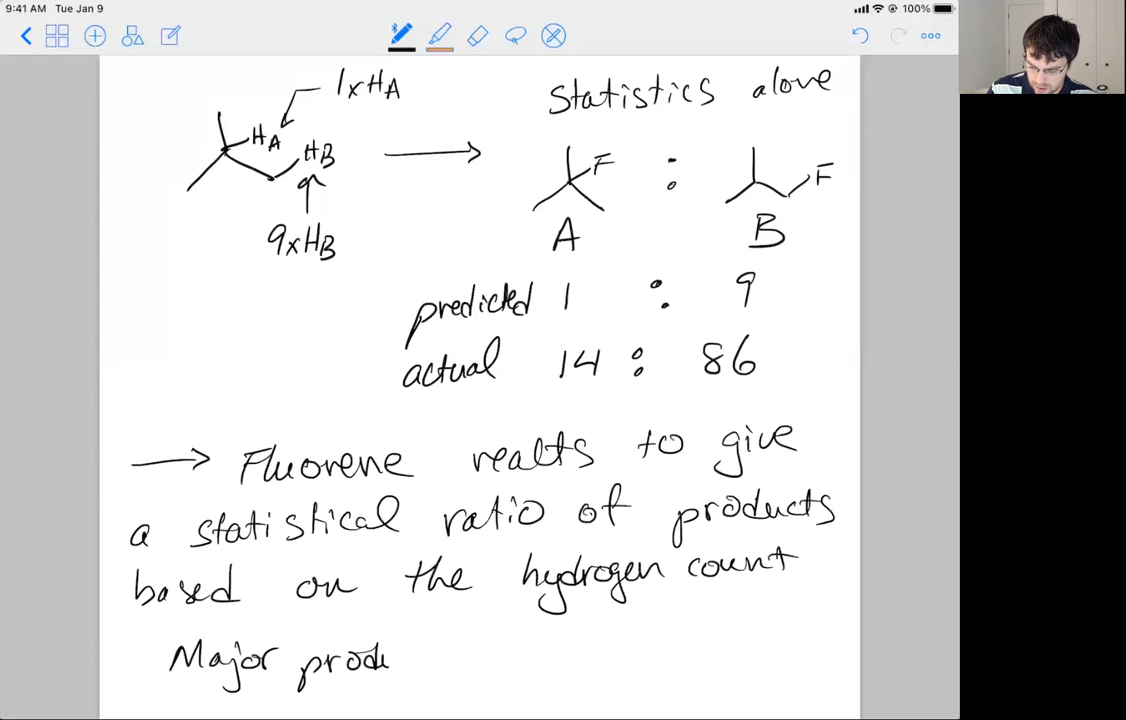 9:41 AM Tue Jan 9
100%
1xHA
Statistics alone
HA
HB
9xHB
F
:
F
A
B
predicted 1 : 9
actual 14 : 86
→ Fluorene reacts to give
a statistical ratio of products
based on the hydrogen count
Major produ